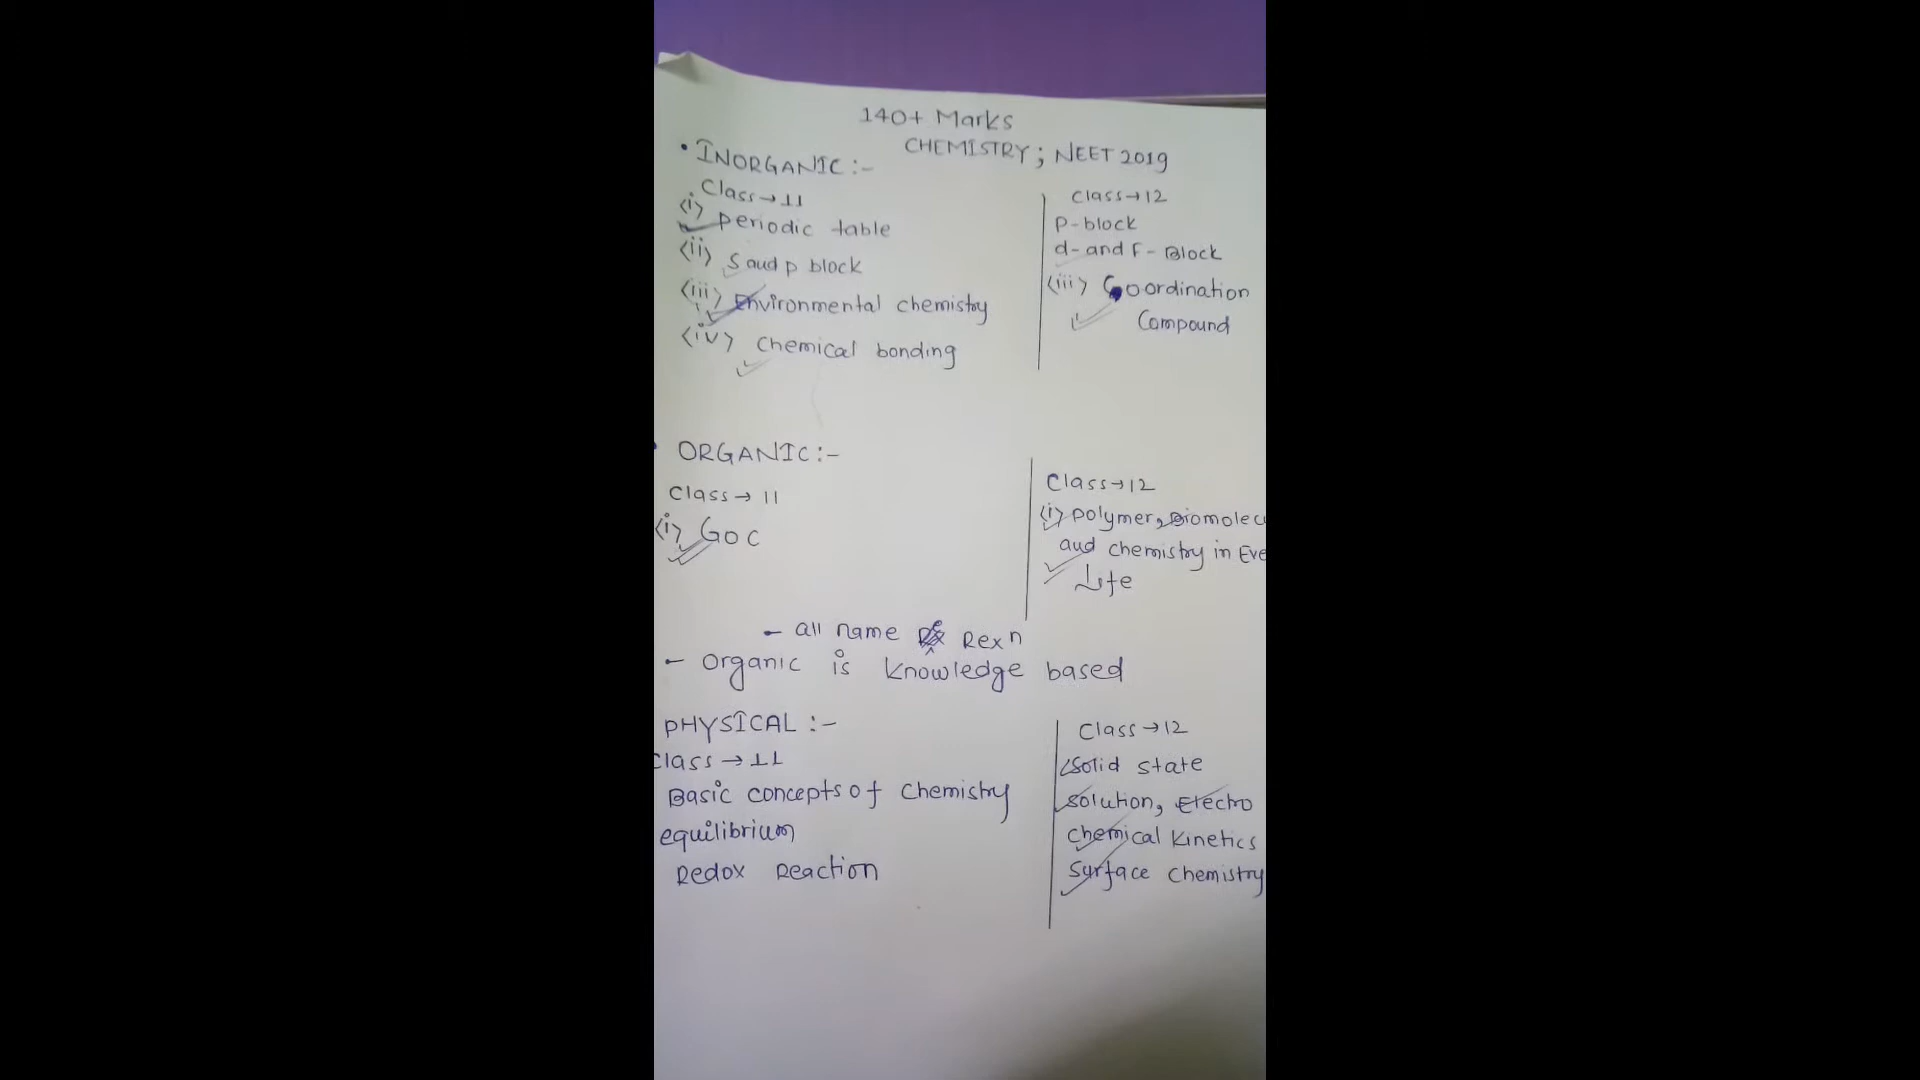 140+ Marks
CHEMISTRY; NEET 2019
• INORGANIC :-
Class → 11
(i) Periodic table
(ii) S and p block
(iii) Environmental chemistry
(iv) Chemical bonding
Class → 12
P-block
d- and F- Block
(iii) Coordination
Compound
• ORGANIC :-
Class → 11
(i) GOC
Class → 12
(i) Polymer, Biomolec
and chemistry in Eve
Life
- all name Rex n
- Organic is knowledge based
PHYSICAL :-
Class → 11
Basic concepts of chemistry
equilibrium
Redox Reaction
Class → 12
Solid state
Solution, Electro
chemical kinetics
Surface chemistry